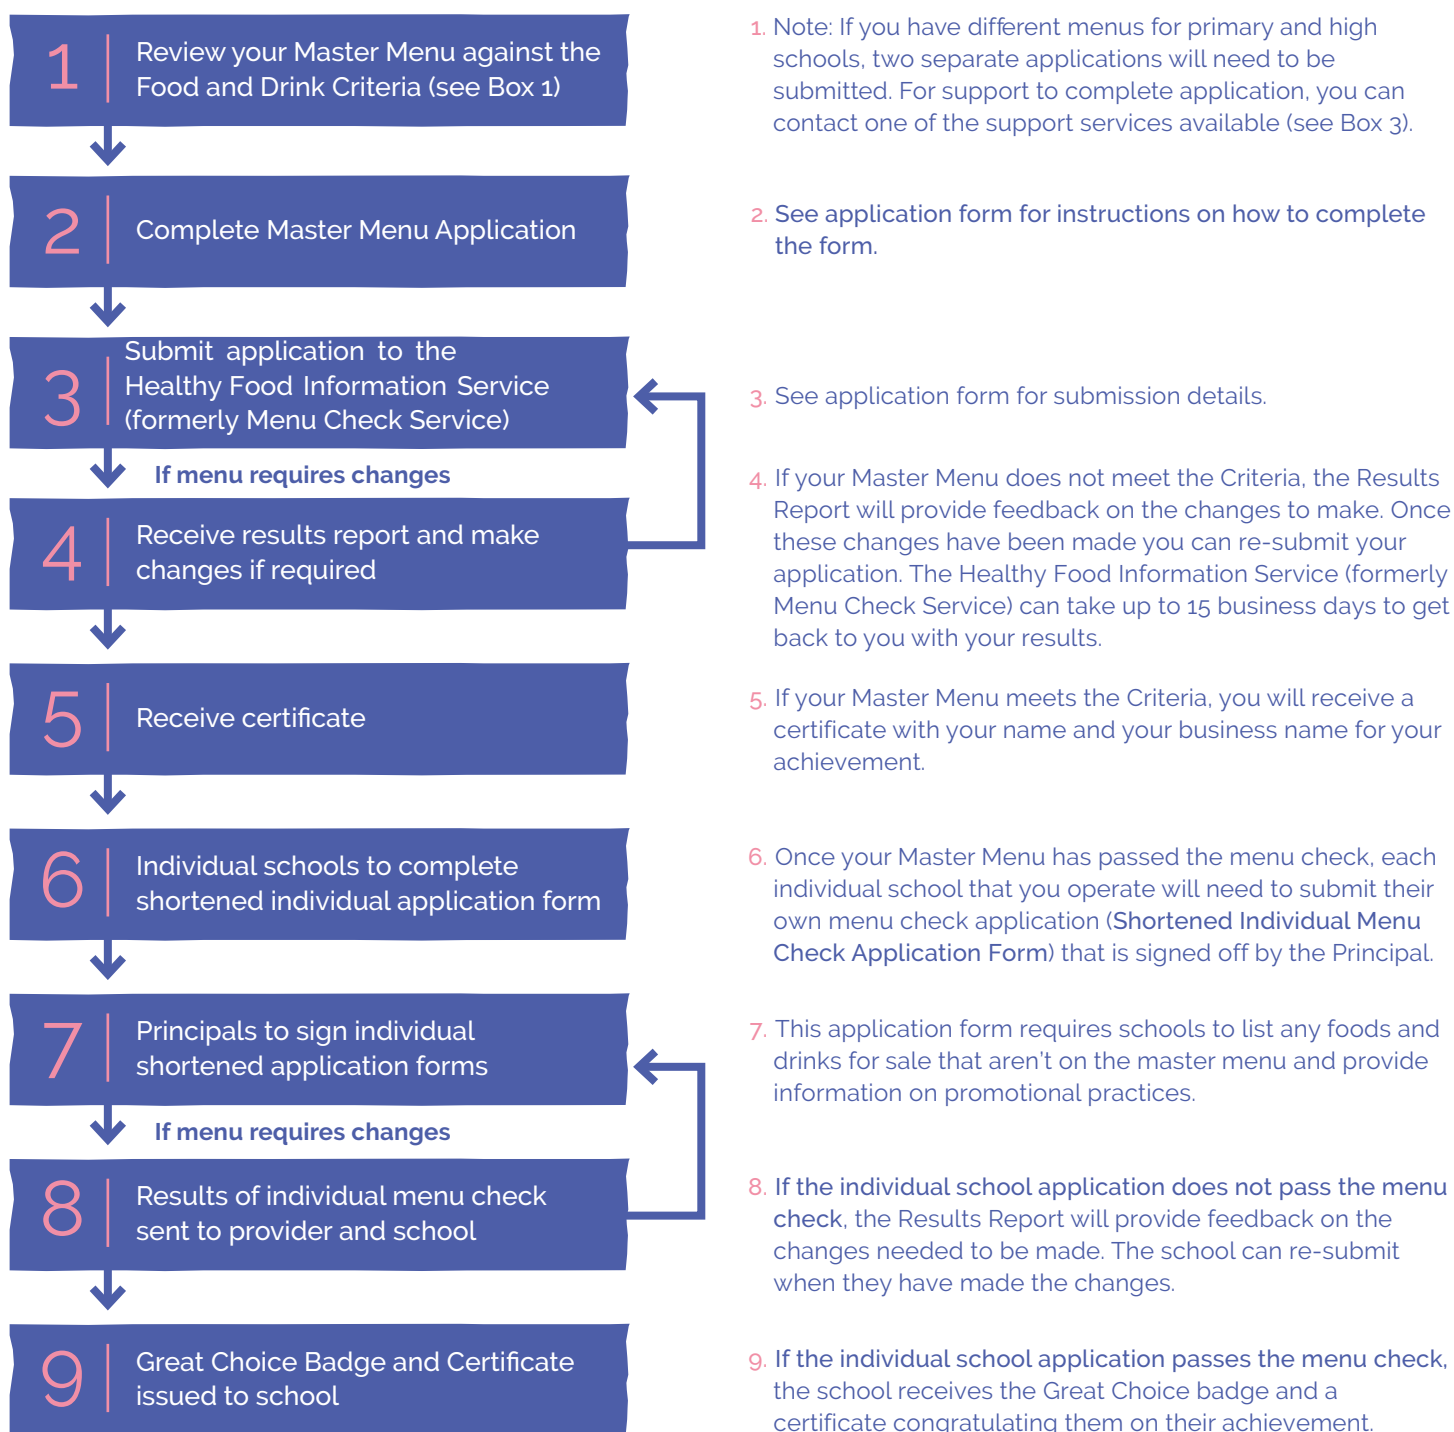 1
Review your Master Menu against the
Food and Drink Criteria (see Box 1)
1. Note: If you have different menus for primary and high
schools, two separate applications will need to be
submitted. For support to complete application, you can
contact one of the support services available (see Box 3).
2
Complete Master Menu Application
2. See application form for instructions on how to complete
the form.
3
Submit application to the
Healthy Food Information Service
(formerly Menu Check Service)
3. See application form for submission details.
If menu requires changes
4
Receive results report and make
changes if required
4. If your Master Menu does not meet the Criteria, the Results
Report will provide feedback on the changes to make. Once
these changes have been made you can re-submit your
application. The Healthy Food Information Service (formerly
Menu Check Service) can take up to 15 business days to get
back to you with your results.
5
Receive certificate
5. If your Master Menu meets the Criteria, you will receive a
certificate with your name and your business name for your
achievement.
6
Individual schools to complete
shortened individual application form
6. Once your Master Menu has passed the menu check, each
individual school that you operate will need to submit their
own menu check application (Shortened Individual Menu
Check Application Form) that is signed off by the Principal.
7
Principals to sign individual
shortened application forms
7. This application form requires schools to list any foods and
drinks for sale that aren't on the master menu and provide
information on promotional practices.
If menu requires changes
8
Results of individual menu check
sent to provider and school
8. If the individual school application does not pass the menu
check, the Results Report will provide feedback on the
changes needed to be made. The school can re-submit
when they have made the changes.
9
Great Choice Badge and Certificate
issued to school
9. If the individual school application passes the menu check,
the school receives the Great Choice badge and a
certificate congratulating them on their achievement.